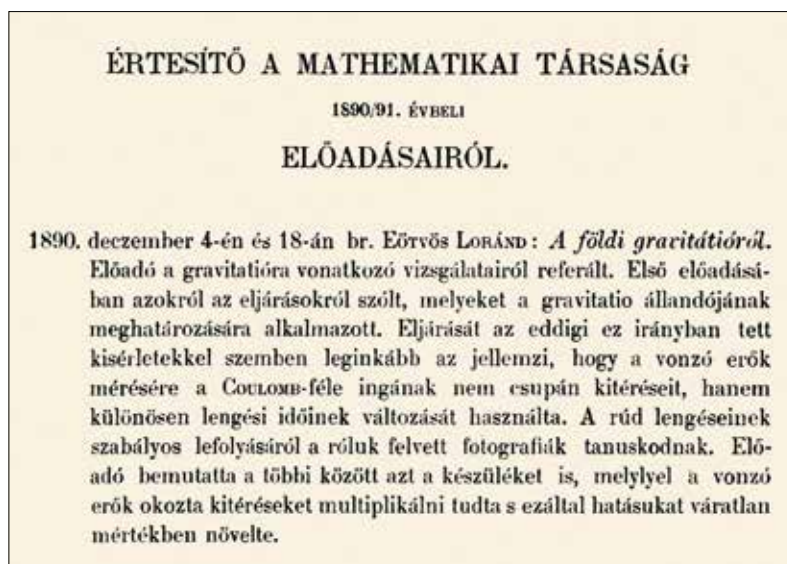 ÉRTESÍTŐ A MATHEMATIKAI TÁRSASÁG
1890/91. ÉVBELI
ELŐADÁSAIRÓL.
1890. deczember 4-én és 18-án br. EÖTVÖS LORÁND: A földi gravitátióról.
Előadó a gravitatióra vonatkozó vizsgálatairól referált. Első előadásá-
ban azokról az eljárásokról szólt, melyeket a gravitatio állandójának
meghatározására alkalmazott. Eljárását az eddigi ez irányban tett
kisérletekkel szemben leginkább az jellemzi, hogy a vonzó erők
mérésére a COULOMB-féle ingának nem csupán kitéréseit, hanem
különösen lengési időinek változását használta. A rúd lengéseinek
szabályos lefolyásáról a róluk felvett fotografiák tanuskodnak. Elő-
adó bemutatta a többi között azt a készüléket is, melylyel a vonzó
erők okozta kitéréseket multiplikálni tudta s ezáltal hatásukat váratlan
mértékben növelte.